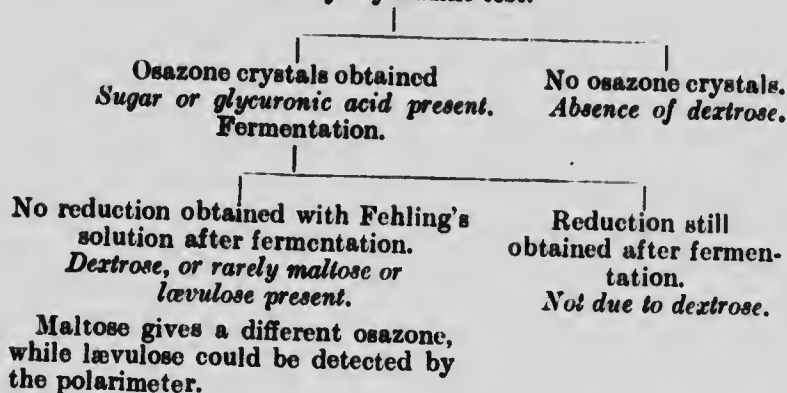 test.
Osazone crystals obtained
Sugar or glycuronic acid present.
Fermentation.
No osazone crystals.
Absence of dextrose.
No reduction obtained with Fehling's
solution after fermentation.
Dextrose, or rarely maltose or
lævulose present.
Reduction still
obtained after fermen-
tation.
Not due to dextrose.
Maltose gives a different osazone,
while lævulose could be detected by
the polarimeter.